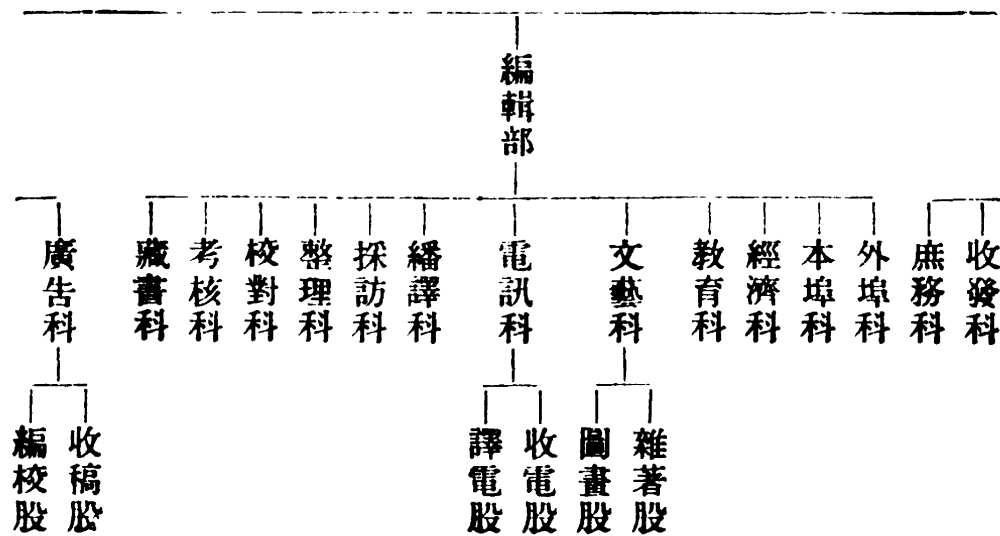 編輯部
收發科
庶務科
外埠科
本埠科
經濟科
教育科
文藝科
電訊科
繙譯科
採訪科
整理科
校對科
考核科
藏書科
廣告科
雜著股
圖畫股
收電股
譯電股
收稿股
編校股